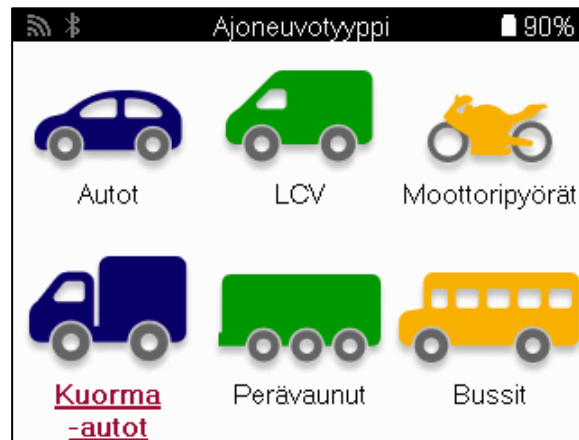 Ajoneuvotyyppi 90%
Autot LCV Moottoripyörät
Kuorma Perävaunut Bussit
-autot